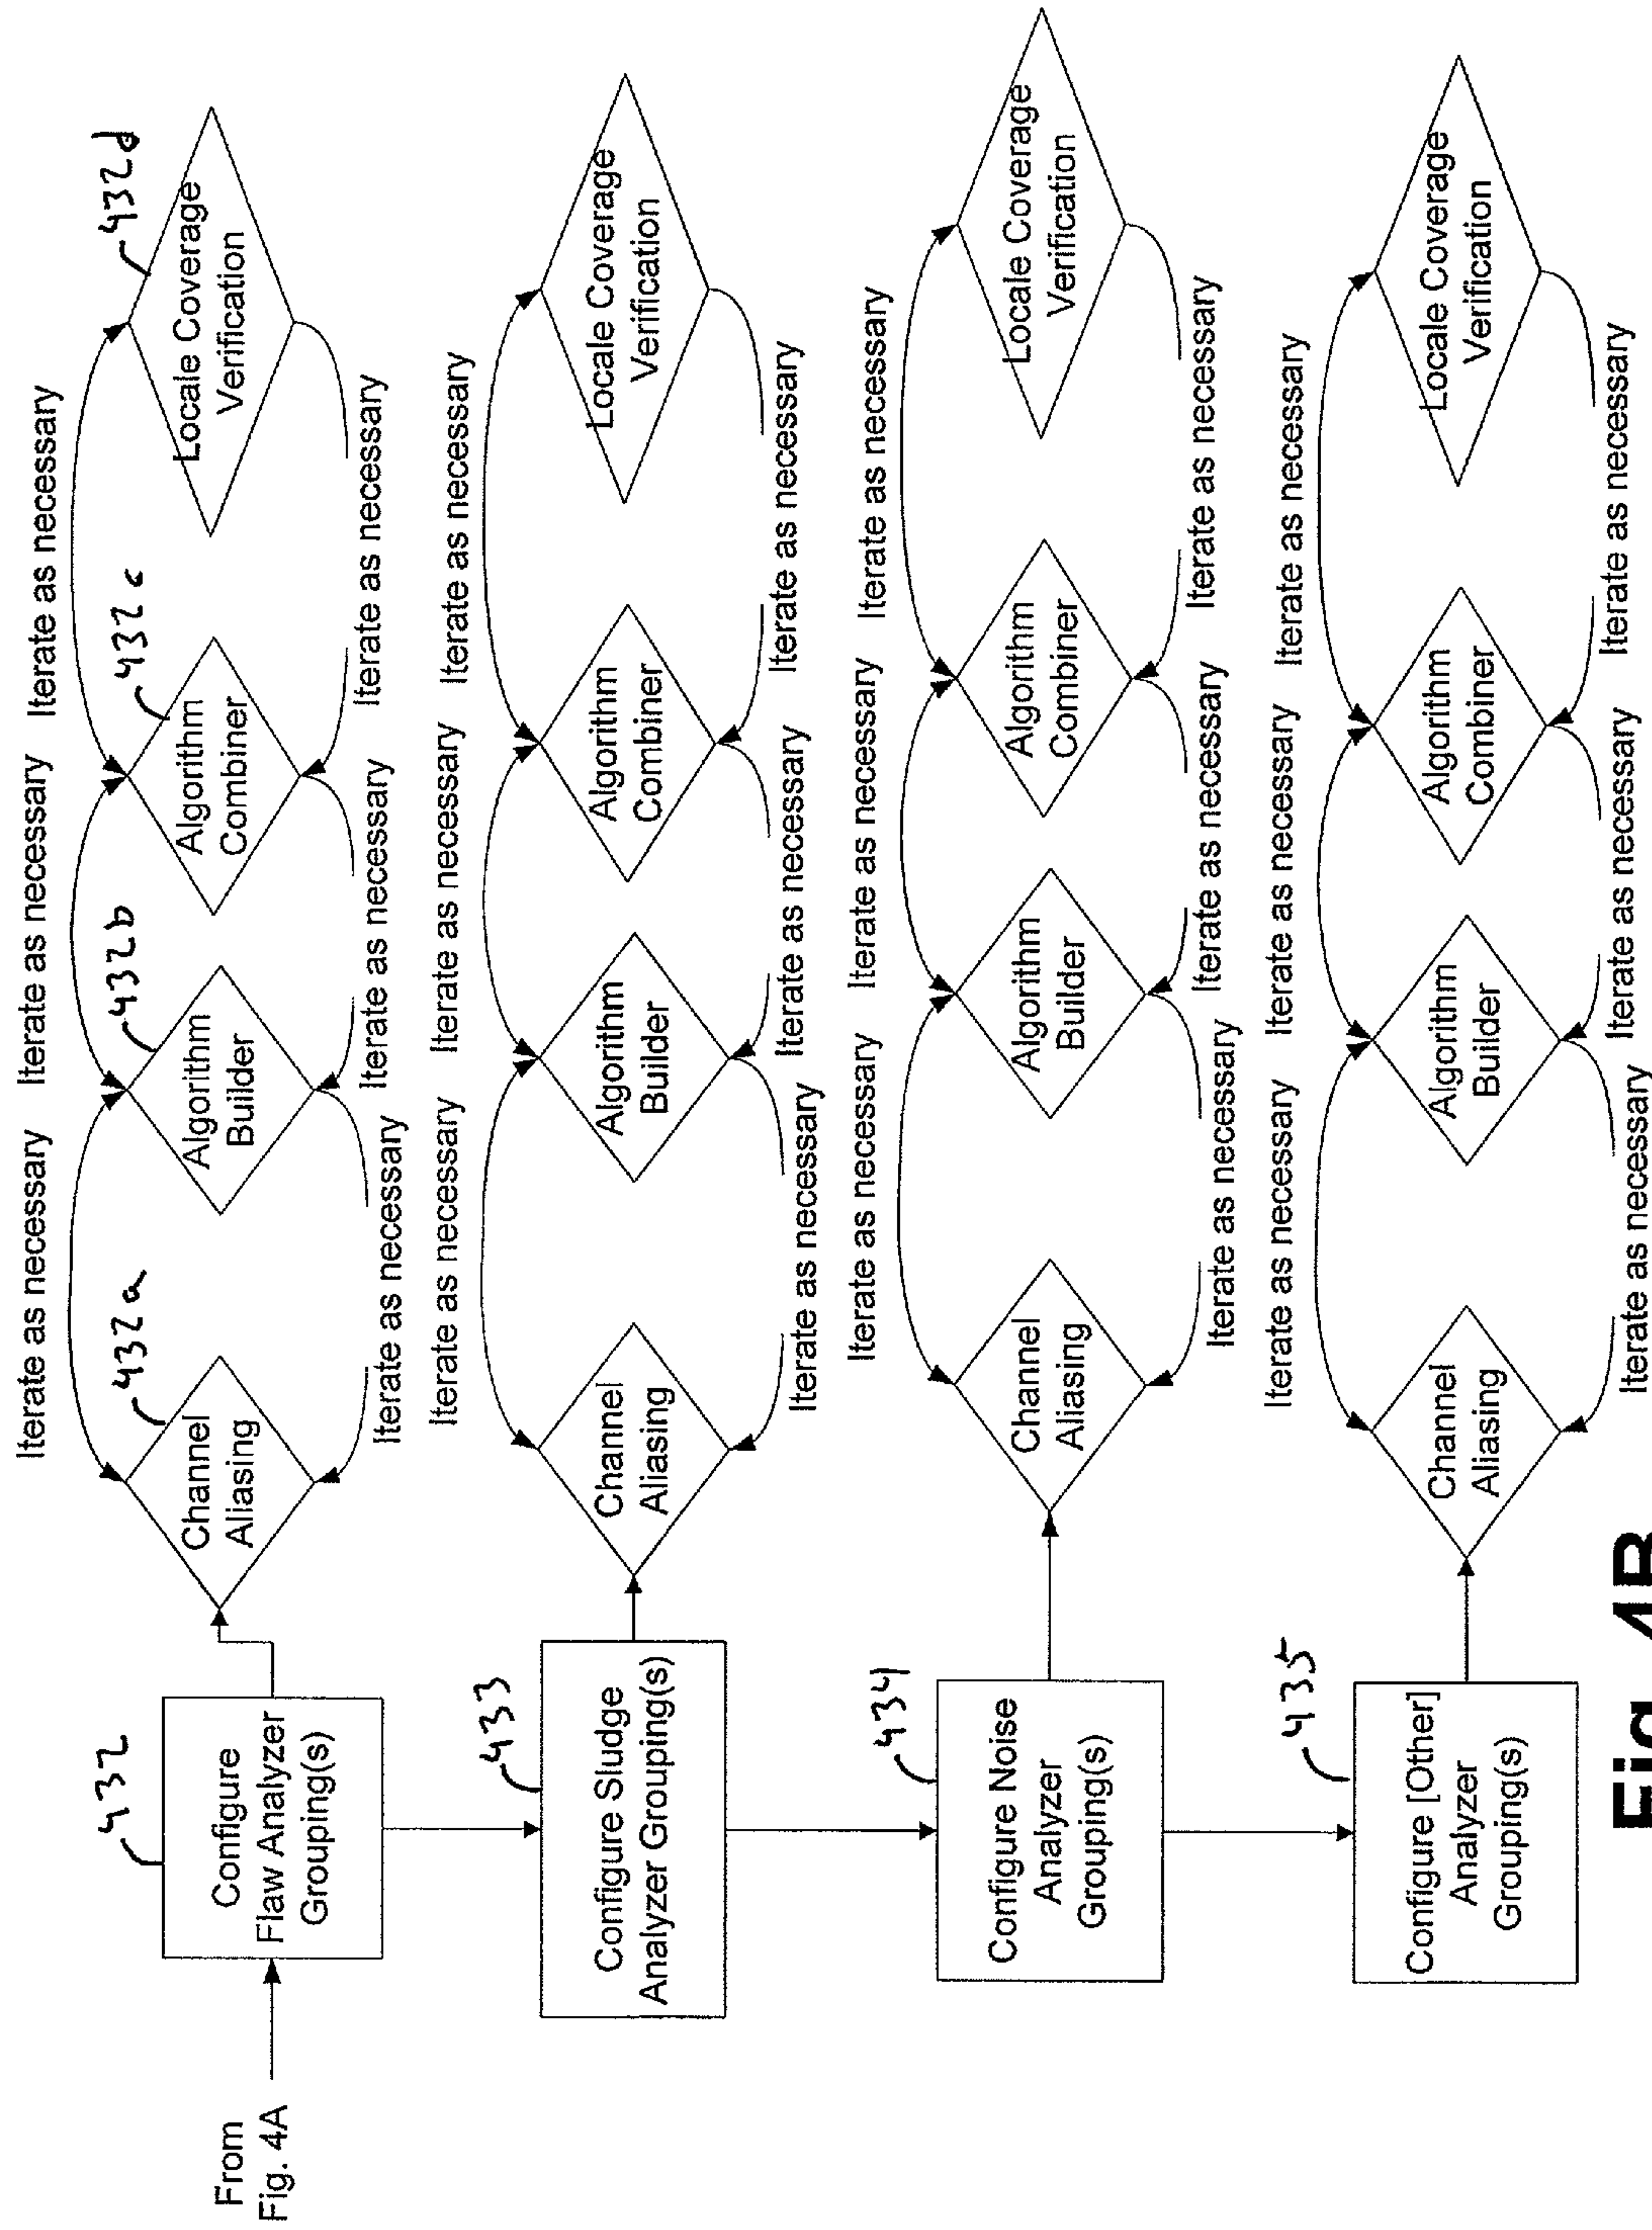 From
Fig. 4A
432
Configure
Flaw Analyzer
Grouping(s)
Iterate as necessary
Iterate as necessary
Iterate as necessary
432a
Channel
Aliasing
432b
Algorithm
Builder
432c
Algorithm
Combiner
432d
Locale Coverage
Verification
Iterate as necessary
Iterate as necessary
Iterate as necessary
433
Configure Sludge
Analyzer Grouping(s)
Iterate as necessary
Iterate as necessary
Iterate as necessary
Channel
Aliasing
Algorithm
Builder
Algorithm
Combiner
Locale Coverage
Verification
Iterate as necessary
Iterate as necessary
Iterate as necessary
434
Configure Noise
Analyzer
Grouping(s)
Iterate as necessary
Iterate as necessary
Iterate as necessary
Channel
Aliasing
Algorithm
Builder
Algorithm
Combiner
Locale Coverage
Verification
Iterate as necessary
Iterate as necessary
Iterate as necessary
435
Configure [Other]
Analyzer
Grouping(s)
Iterate as necessary
Iterate as necessary
Iterate as necessary
Channel
Aliasing
Algorithm
Builder
Algorithm
Combiner
Locale Coverage
Verification
Iterate as necessary
Iterate as necessary
Iterate as necessary
Fig. 4B